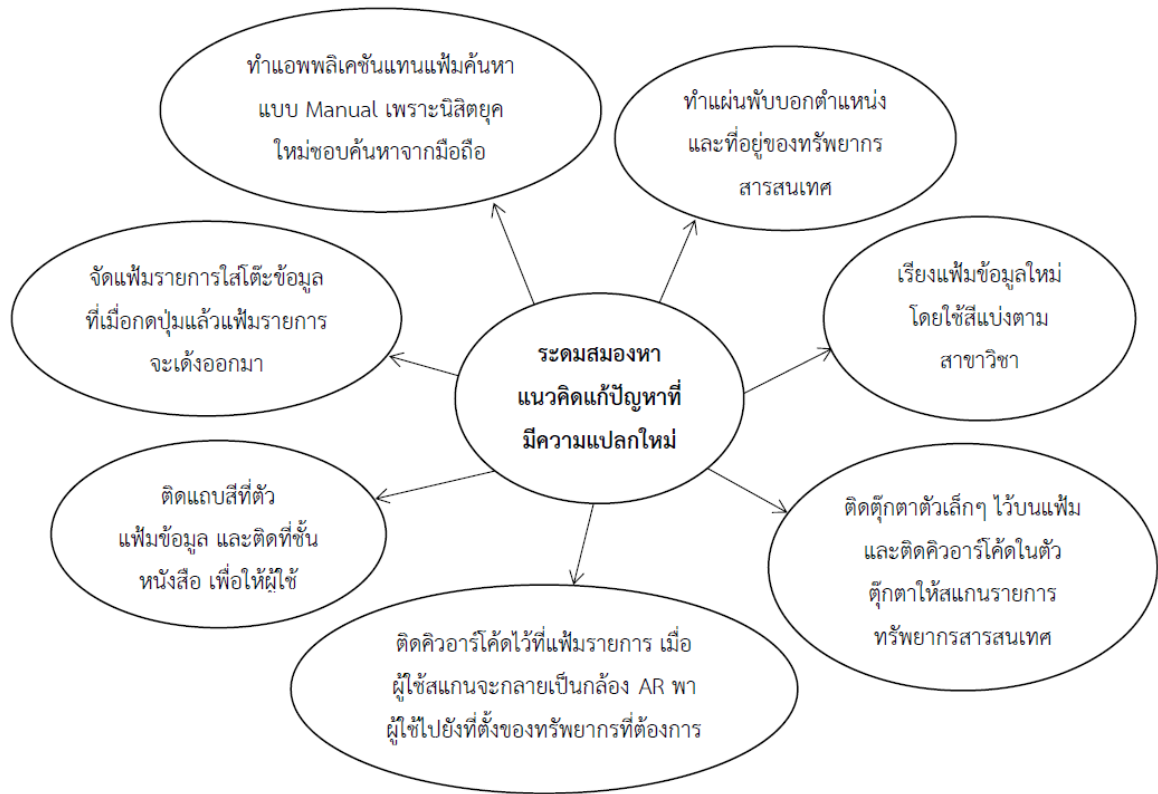 ทำแอพพลิเคชันแทนแฟ้มค้นหา
แบบ Manual เพราะนิสิตยุค
ใหม่ชอบค้นหาจากมือถือ
ทำแผ่นพับบอกตำแหน่ง
และที่อยู่ของทรัพยากร
สารสนเทศ
จัดแฟ้มรายการใส่โต๊ะข้อมูล
ที่เมื่อกดปุ่มแล้วแฟ้มรายการ
จะเด้งออกมา
เรียงแฟ้มข้อมูลใหม่
โดยใช้สีแบ่งตาม
สาขาวิชา
ระดมสมองหา
แนวคิดแก้ปัญหาที่
มีความแปลกใหม่
ติดแถบสีที่ตัว
แฟ้มข้อมูล และติดที่ชั้น
หนังสือ เพื่อให้ผู้ใช้
ติดตุ๊กตาตัวเล็กๆ ไว้บนแฟ้ม
และติดคิวอาร์โค้ดในตัว
ตุ๊กตาให้สแกนรายการ
ทรัพยากรสารสนเทศ
ติดคิวอาร์โค้ดไว้ที่แฟ้มรายการ เมื่อ
ผู้ใช้สแกนจะกลายเป็นกล้อง AR พา
ผู้ใช้ไปยังที่ตั้งของทรัพยากรที่ต้องการ